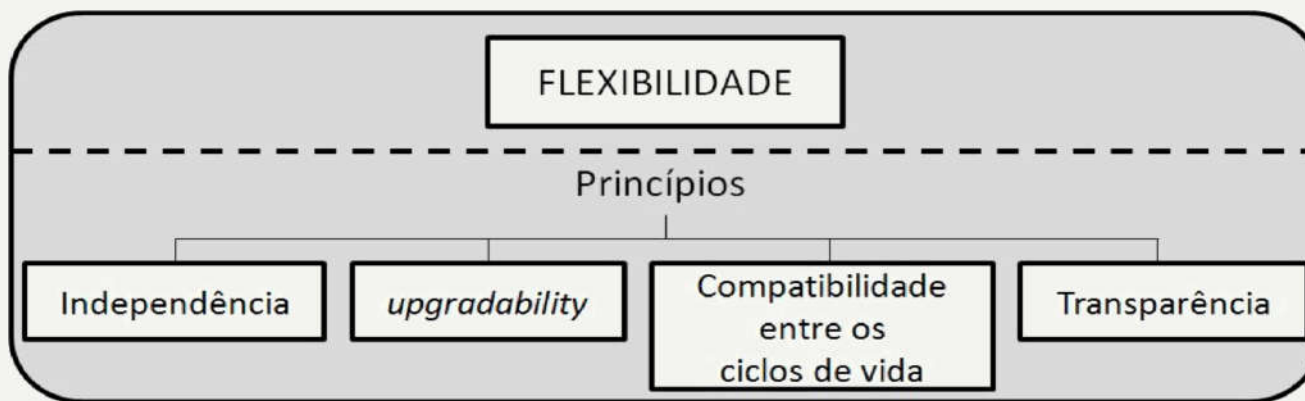 FLEXIBILIDADE
Princípios
Independência
upgradability
Compatibilidade
entre os
ciclos de vida
Transparência